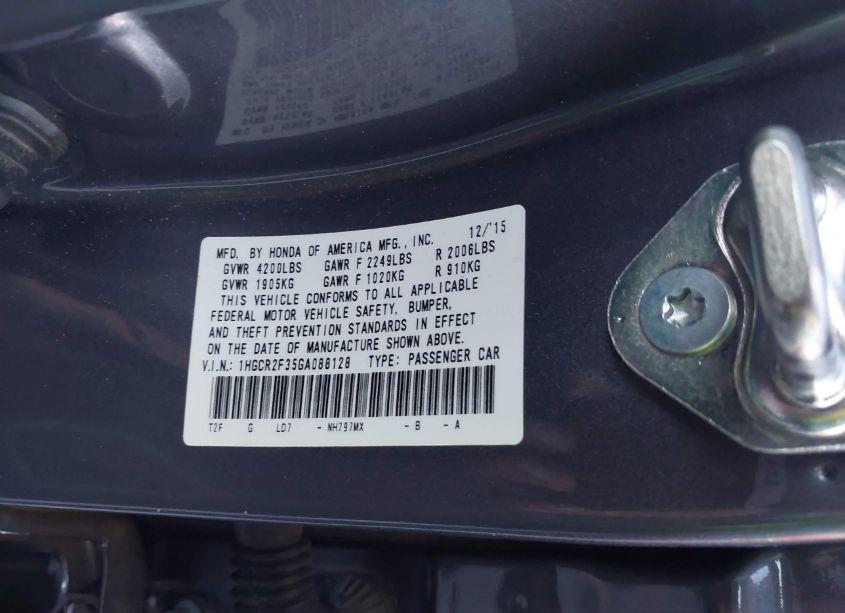 MFD. BY HONDA OF AMERICA MFG., INC. 12/'15
GVWR 4200LBS GAWR F 2249LBS R 2006LBS
GVWR 1905KG GAWR F 1020KG R 910KG
THIS VEHICLE CONFORMS TO ALL APPLICABLE
FEDERAL MOTOR VEHICLE SAFETY, BUMPER,
AND THEFT PREVENTION STANDARDS IN EFFECT
ON THE DATE OF MANUFACTURE SHOWN ABOVE.
V.I.N.: 1HGCR2F35GA088128 TYPE: PASSENGER CAR
T2F G LD7 - NH797MX - B - A